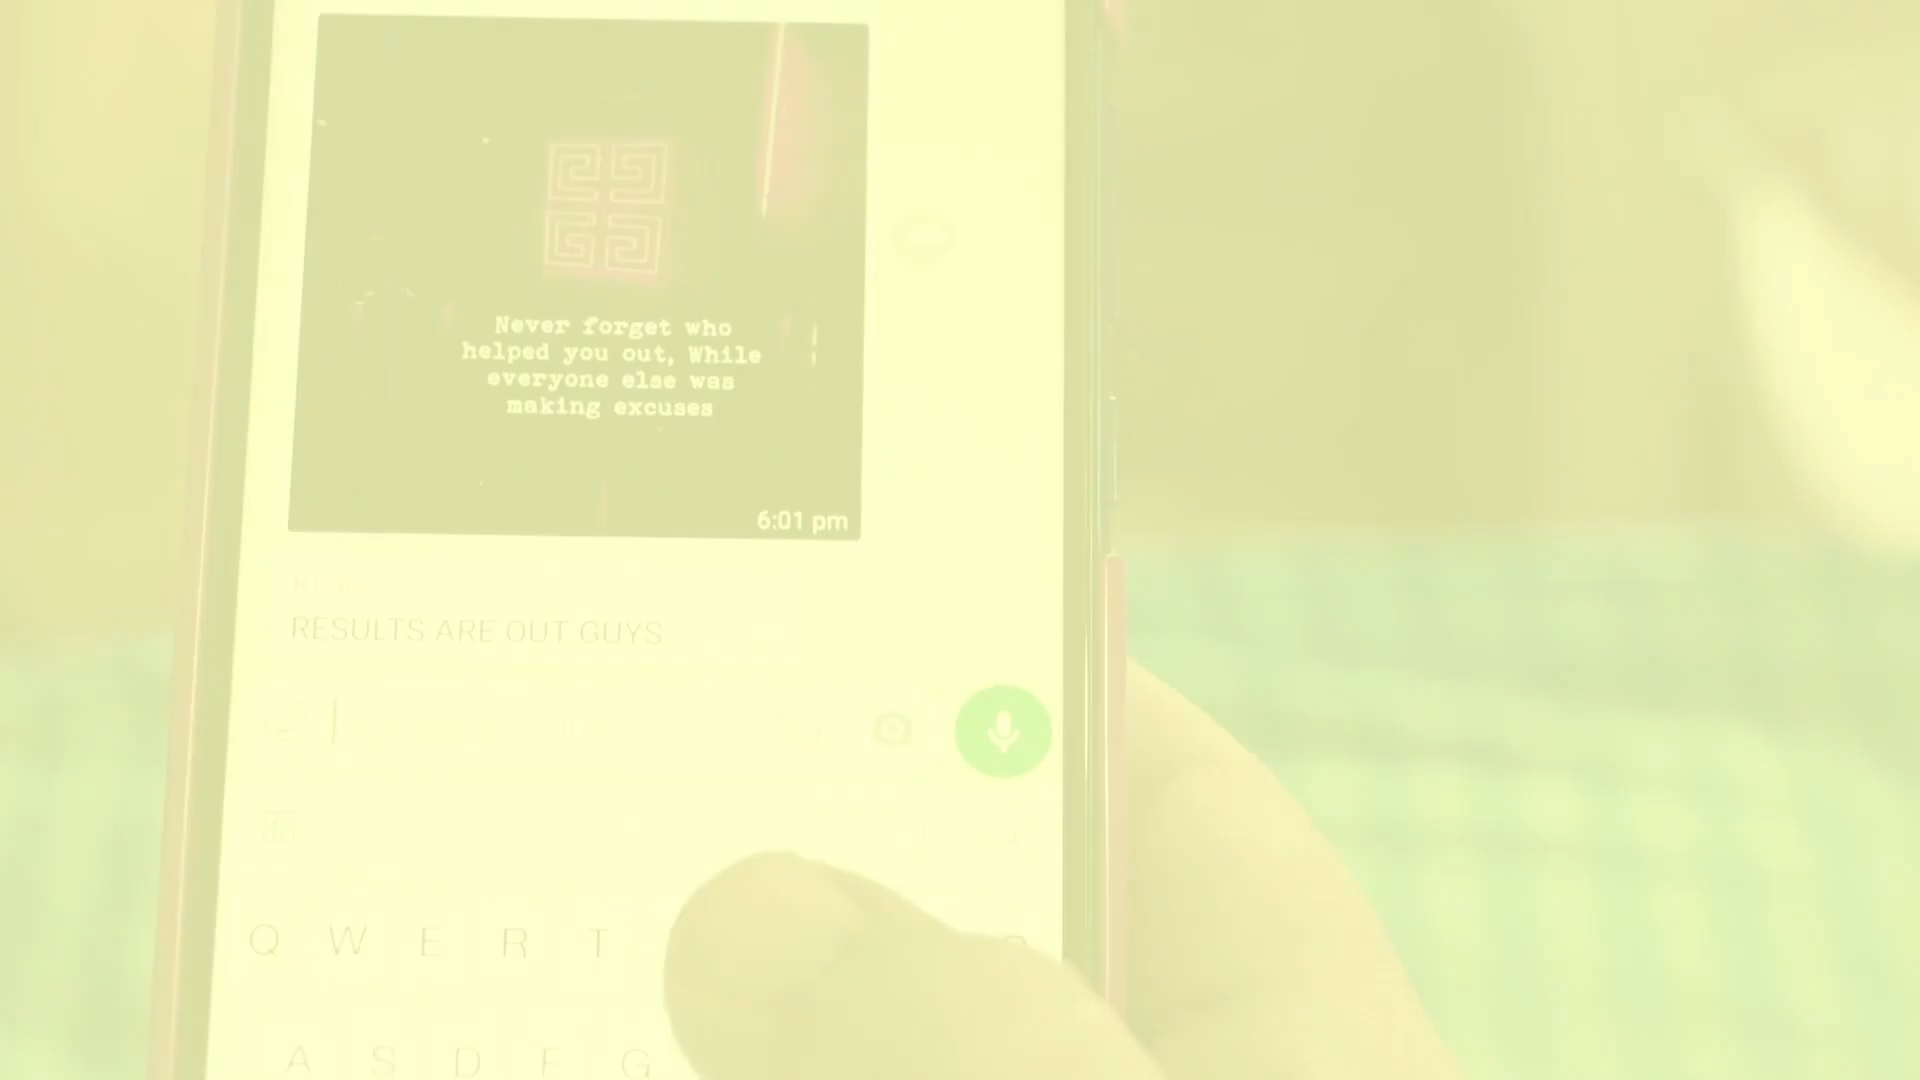 Never forget who
helped you out, While
everyone else was
making excuses
6:01 pm
RESULTS ARE OUT GUYS
Q W E R T
A S D F G